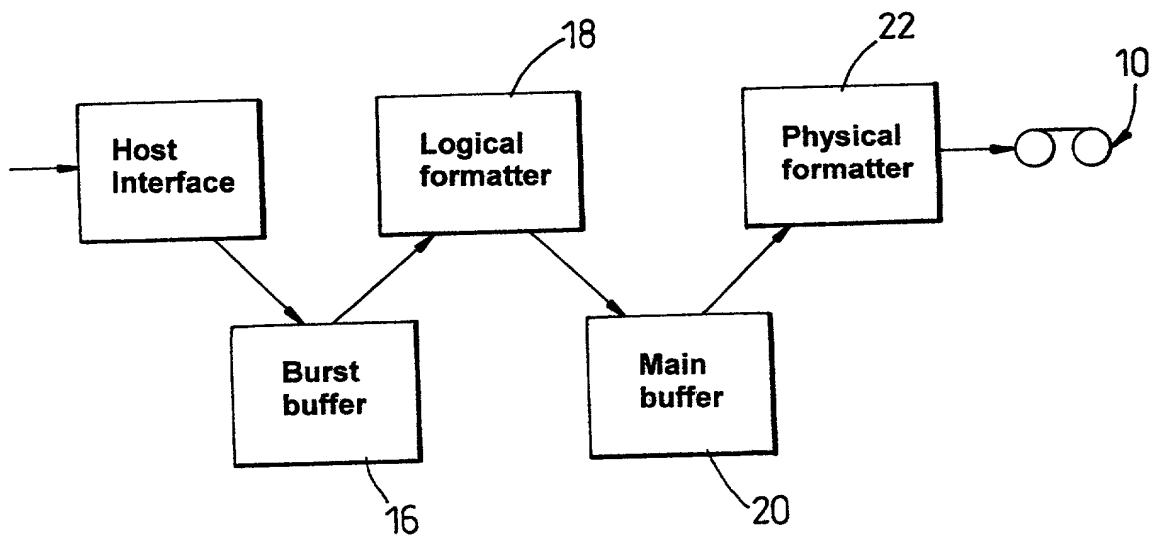 18
22
10
Host
Interface
Logical
formatter
Physical
formatter
Burst
buffer
Main
buffer
16
20